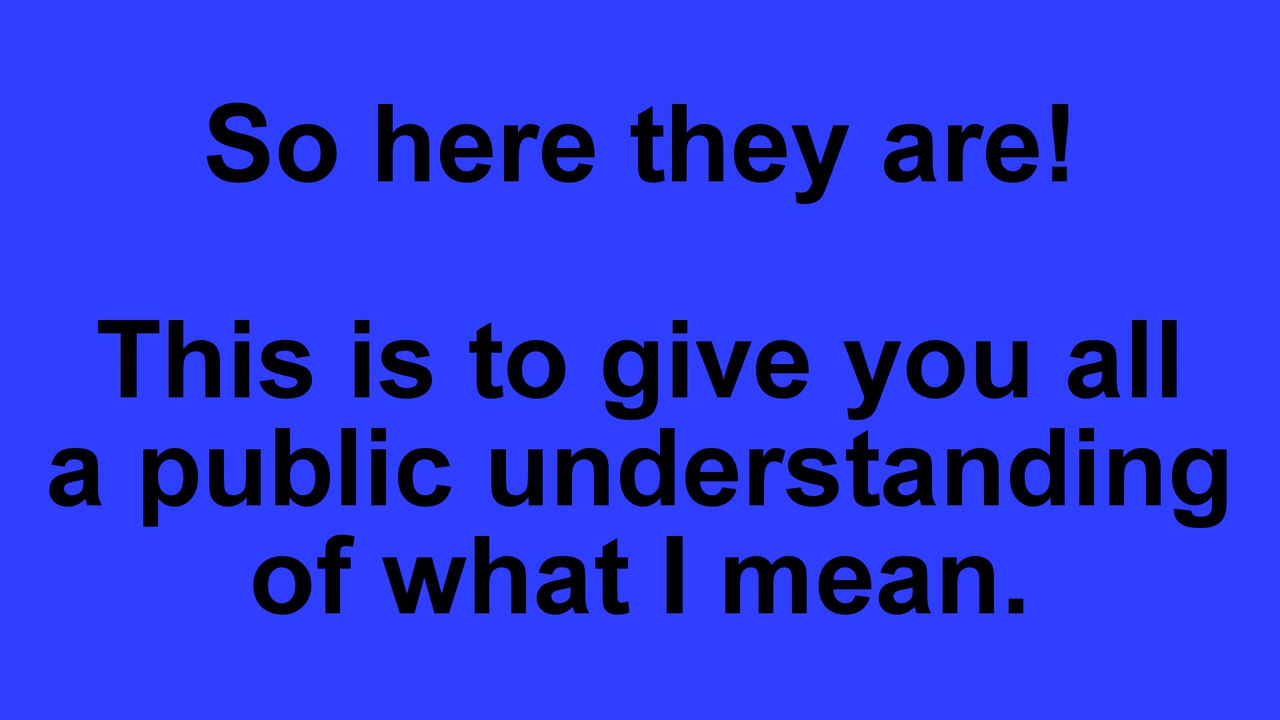 So here they are!
This is to give you all
a public understanding
of what I mean.